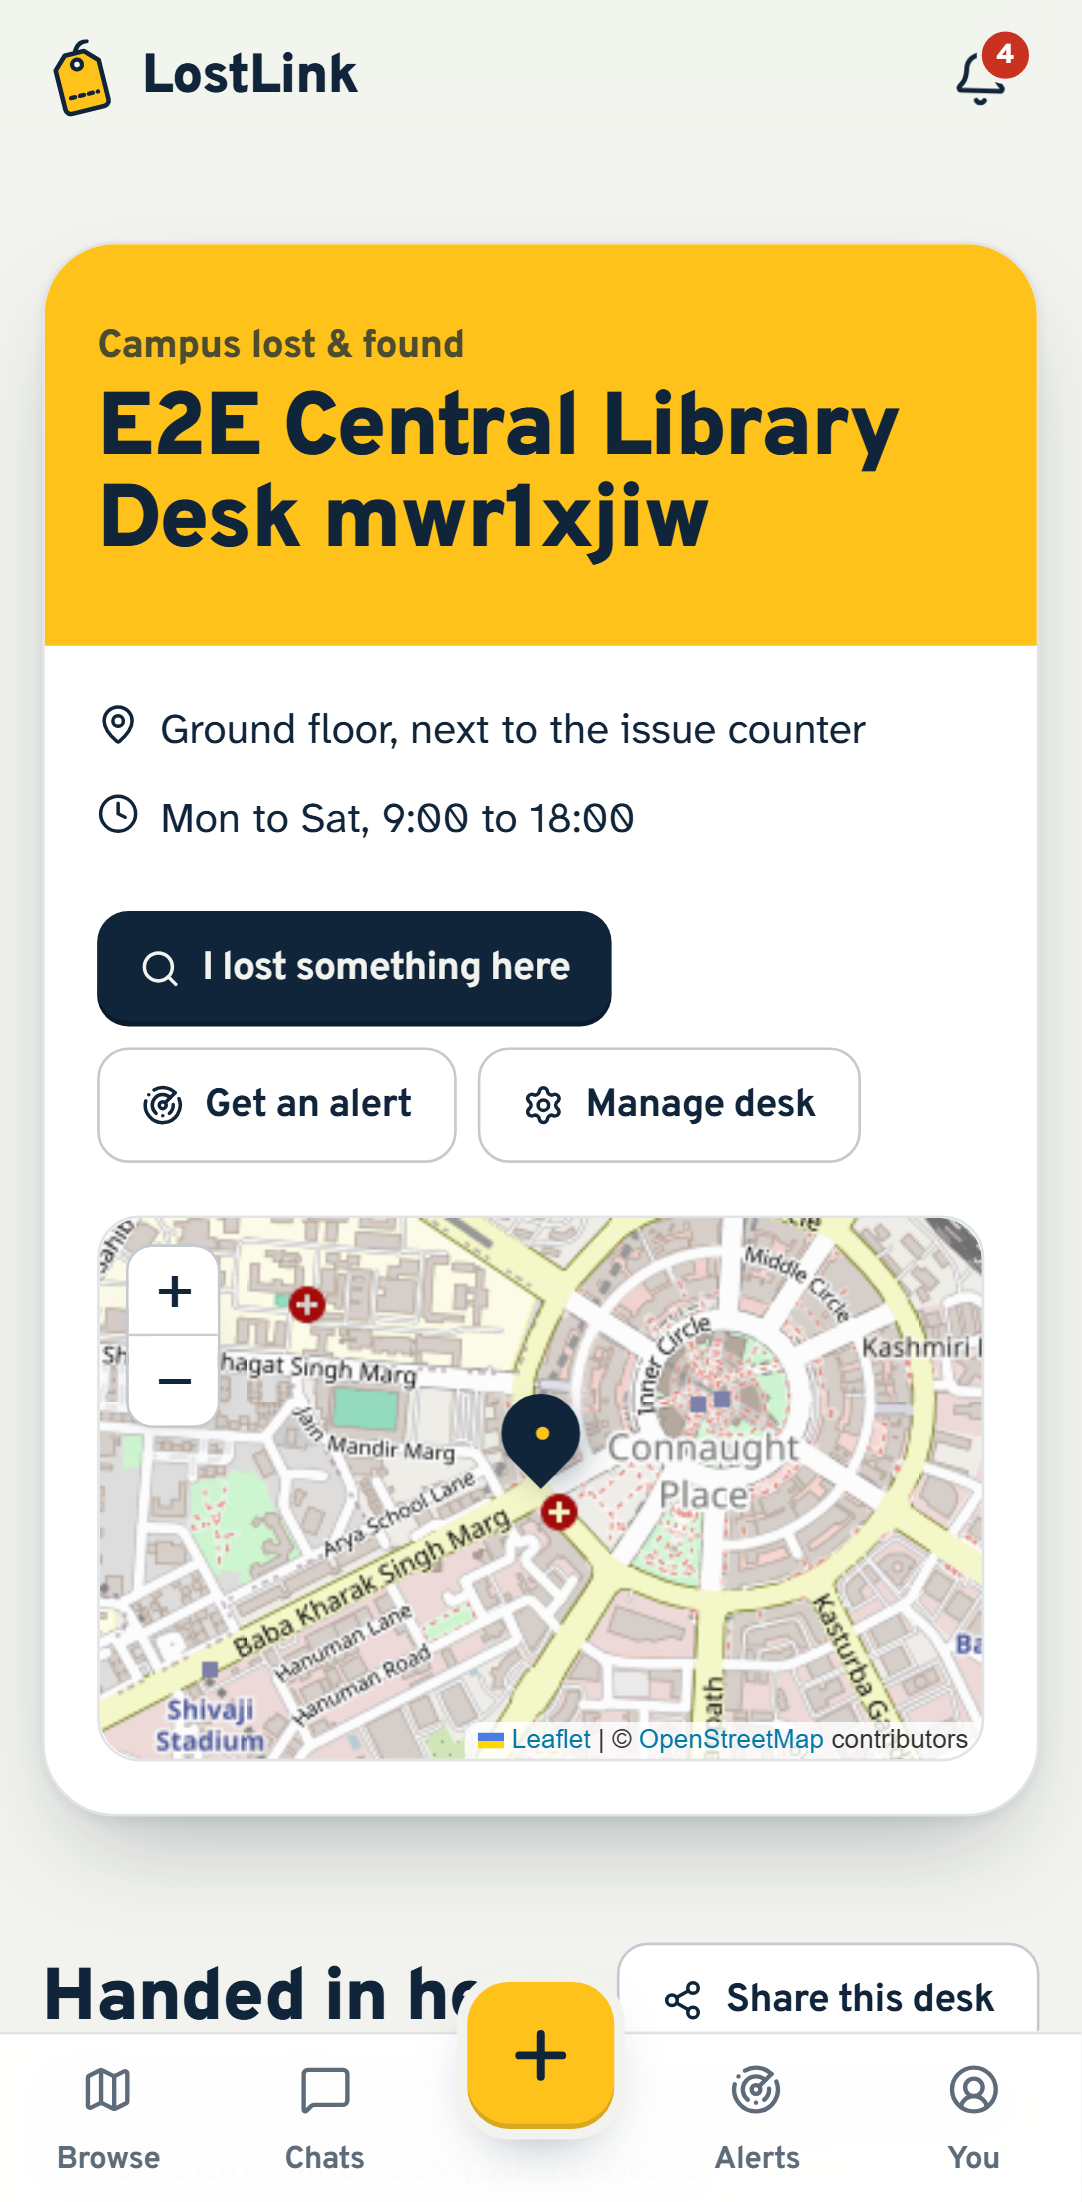 LostLink
4
Campus lost & found
E2E Central Library
Desk mwr1xjiw
Ground floor, next to the issue counter
Mon to Sat, 9:00 to 18:00
I lost something here
Get an alert
Manage desk
+
−
Middle Circle
Inner Circle
Kashmiri
hagat Singh Marg
Jain Mandir Marg
Connaught
Place
Arya School Lane
Baba Kharak Singh Marg
Hanuman Lane
Hanuman Road
Kasturba G
Shivaji
Stadium
Leaflet | © OpenStreetMap contributors
Handed in he
Share this desk
Browse
Chats
Alerts
You